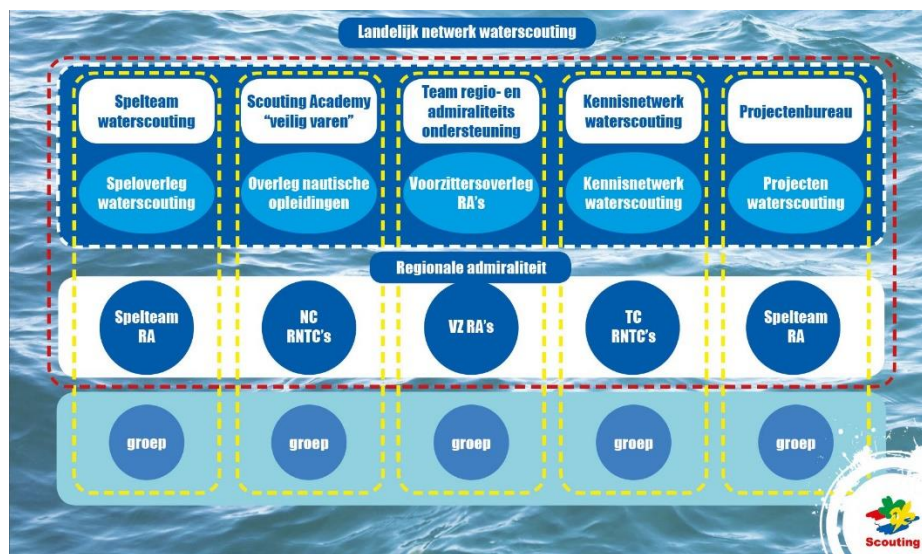 Landelijk netwerk waterscouting
Spelteam
waterscouting
Scouting Academy
"veilig varen"
Team regio- en
admiraliteits
ondersteuning
Kennisnetwerk
waterscouting
Projectenbureau
Speloverleg
waterscouting
Overleg nautische
opleidingen
Voorzittersoverleg
RA's
Kennisnetwerk
waterscouting
Projecten
waterscouting
Regionale admiraliteit
Spelteam
RA
NC
RNTC's
VZ RA's
TC
RNTC's
Spelteam
RA
groep
groep
groep
groep
groep
Scouting